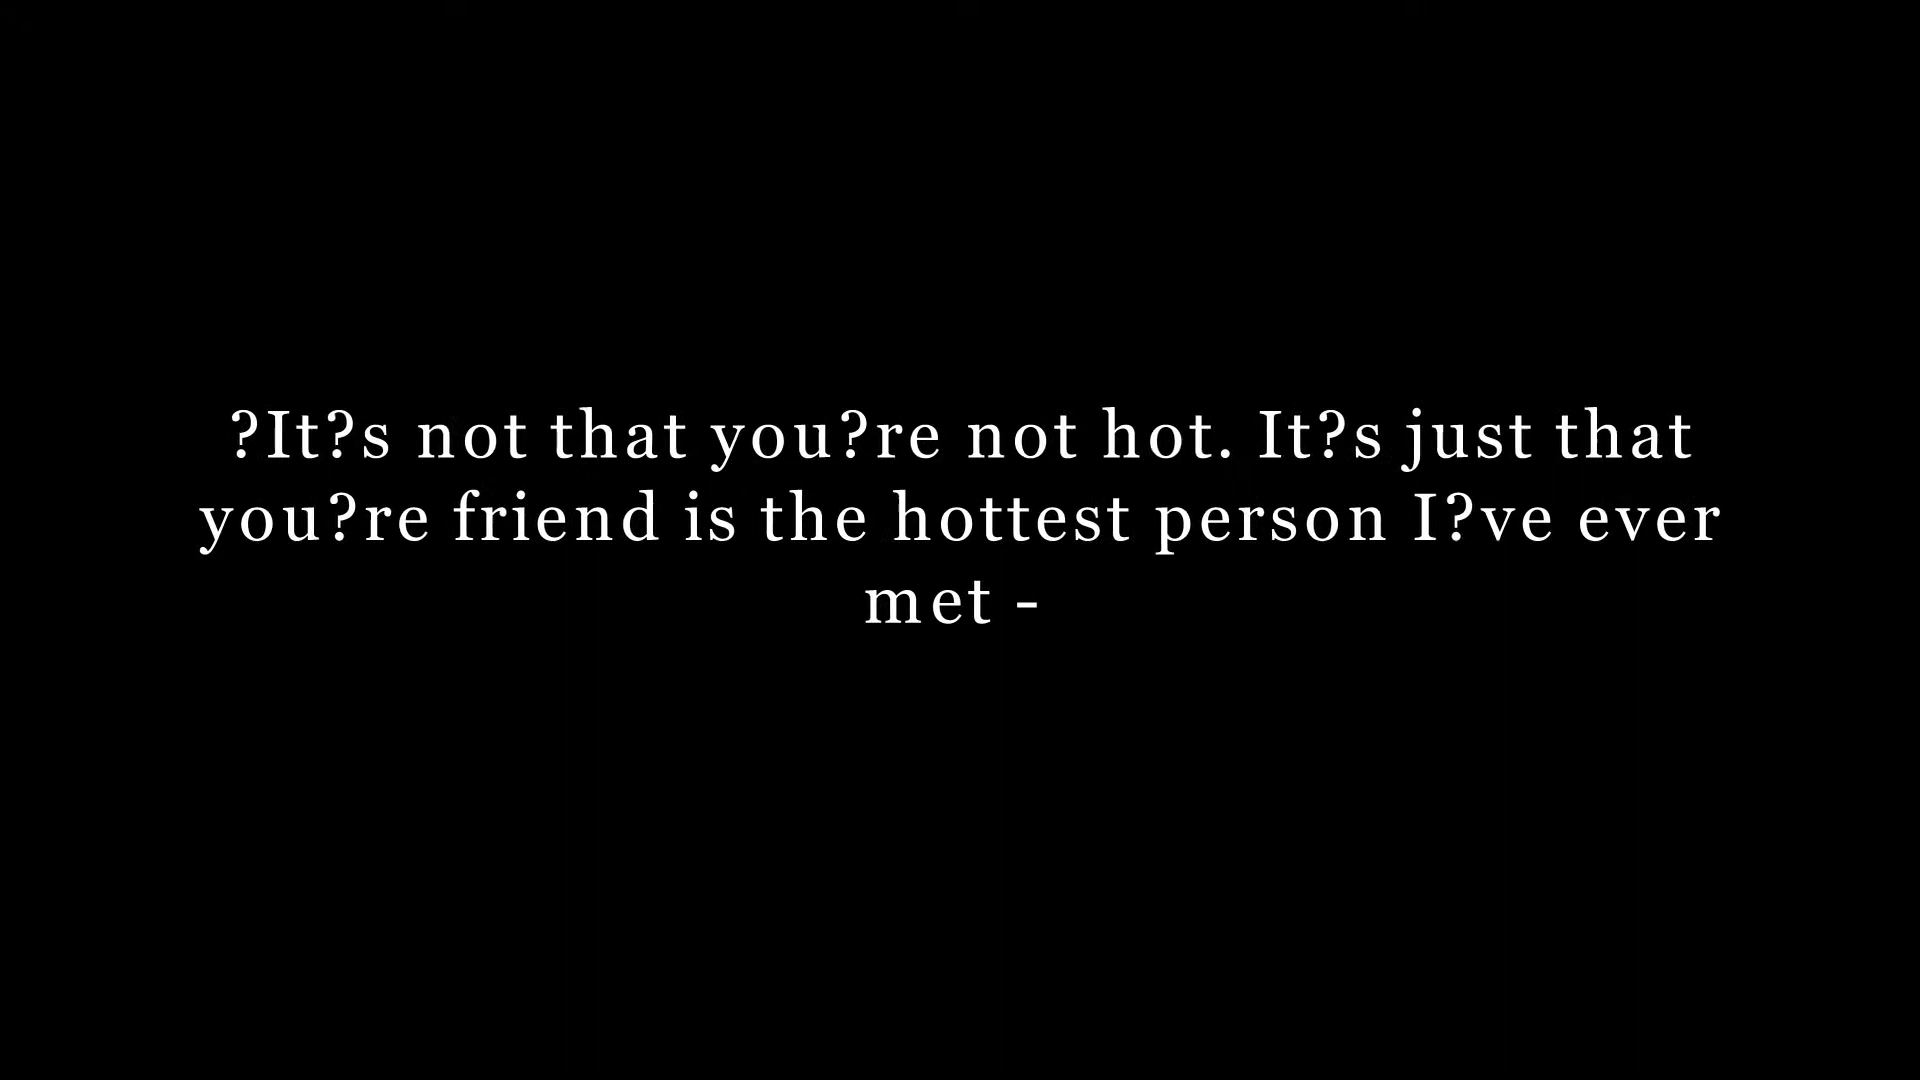 ?It?s not that you?re not hot. It?s just that
you?re friend is the hottest person I?ve ever
met -